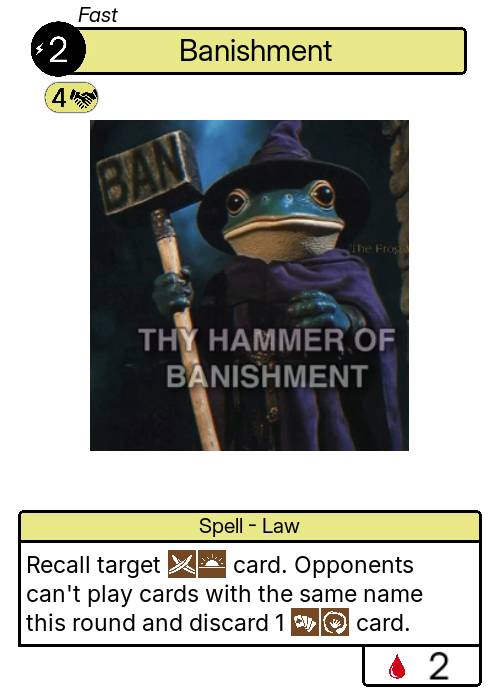 Fast
2
Banishment
4
BAN
The Frog
THY HAMMER OF
BANISHMENT
Spell - Law
Recall target card. Opponents
can't play cards with the same name
this round and discard 1 card.
2